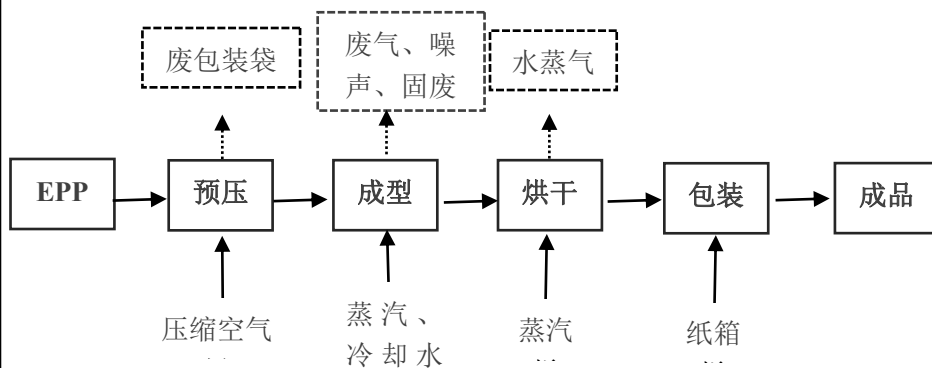 废包装袋
废气、噪
声、固废
水蒸气
EPP
预压
成型
烘干
包装
成品
压缩空气
蒸汽、
冷却水
蒸汽
纸箱